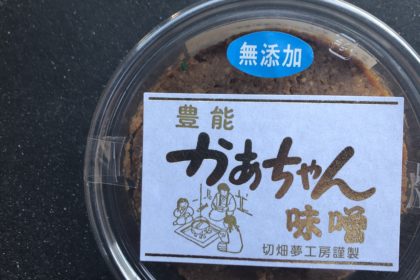 無添加
豊能
かあちゃん
味噌
切畑夢工房謹製